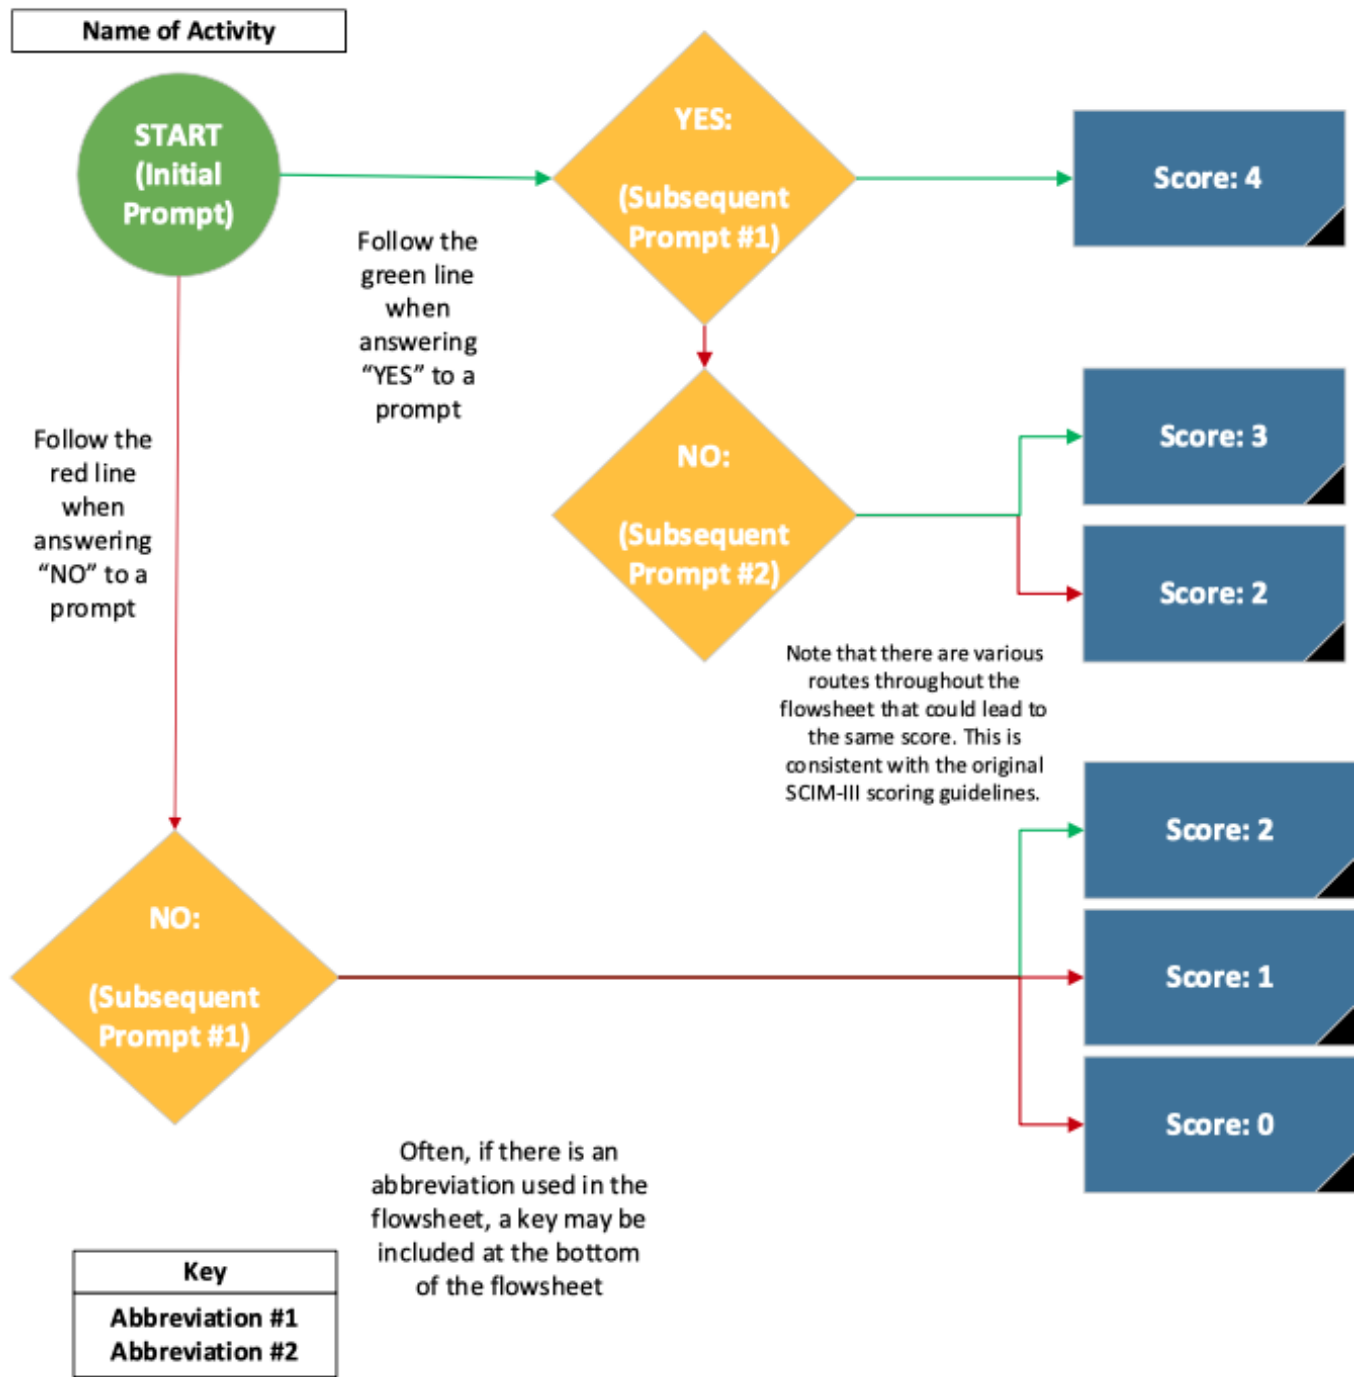 Name of Activity
START
(Initial
Prompt)
Follow the
green line
when
answering
“YES” to a
prompt
YES:
(Subsequent
Prompt #1)
Score: 4
Follow the
red line
when
answering
“NO” to a
prompt
NO:
(Subsequent
Prompt #2)
Score: 3
Score: 2
Note that there are various
routes throughout the
flowsheet that could lead to
the same score. This is
consistent with the original
SCIM-III scoring guidelines.
NO:
(Subsequent
Prompt #1)
Score: 2
Score: 1
Score: 0
Often, if there is an
abbreviation used in the
flowsheet, a key may be
included at the bottom
of the flowsheet
Key
Abbreviation #1
Abbreviation #2